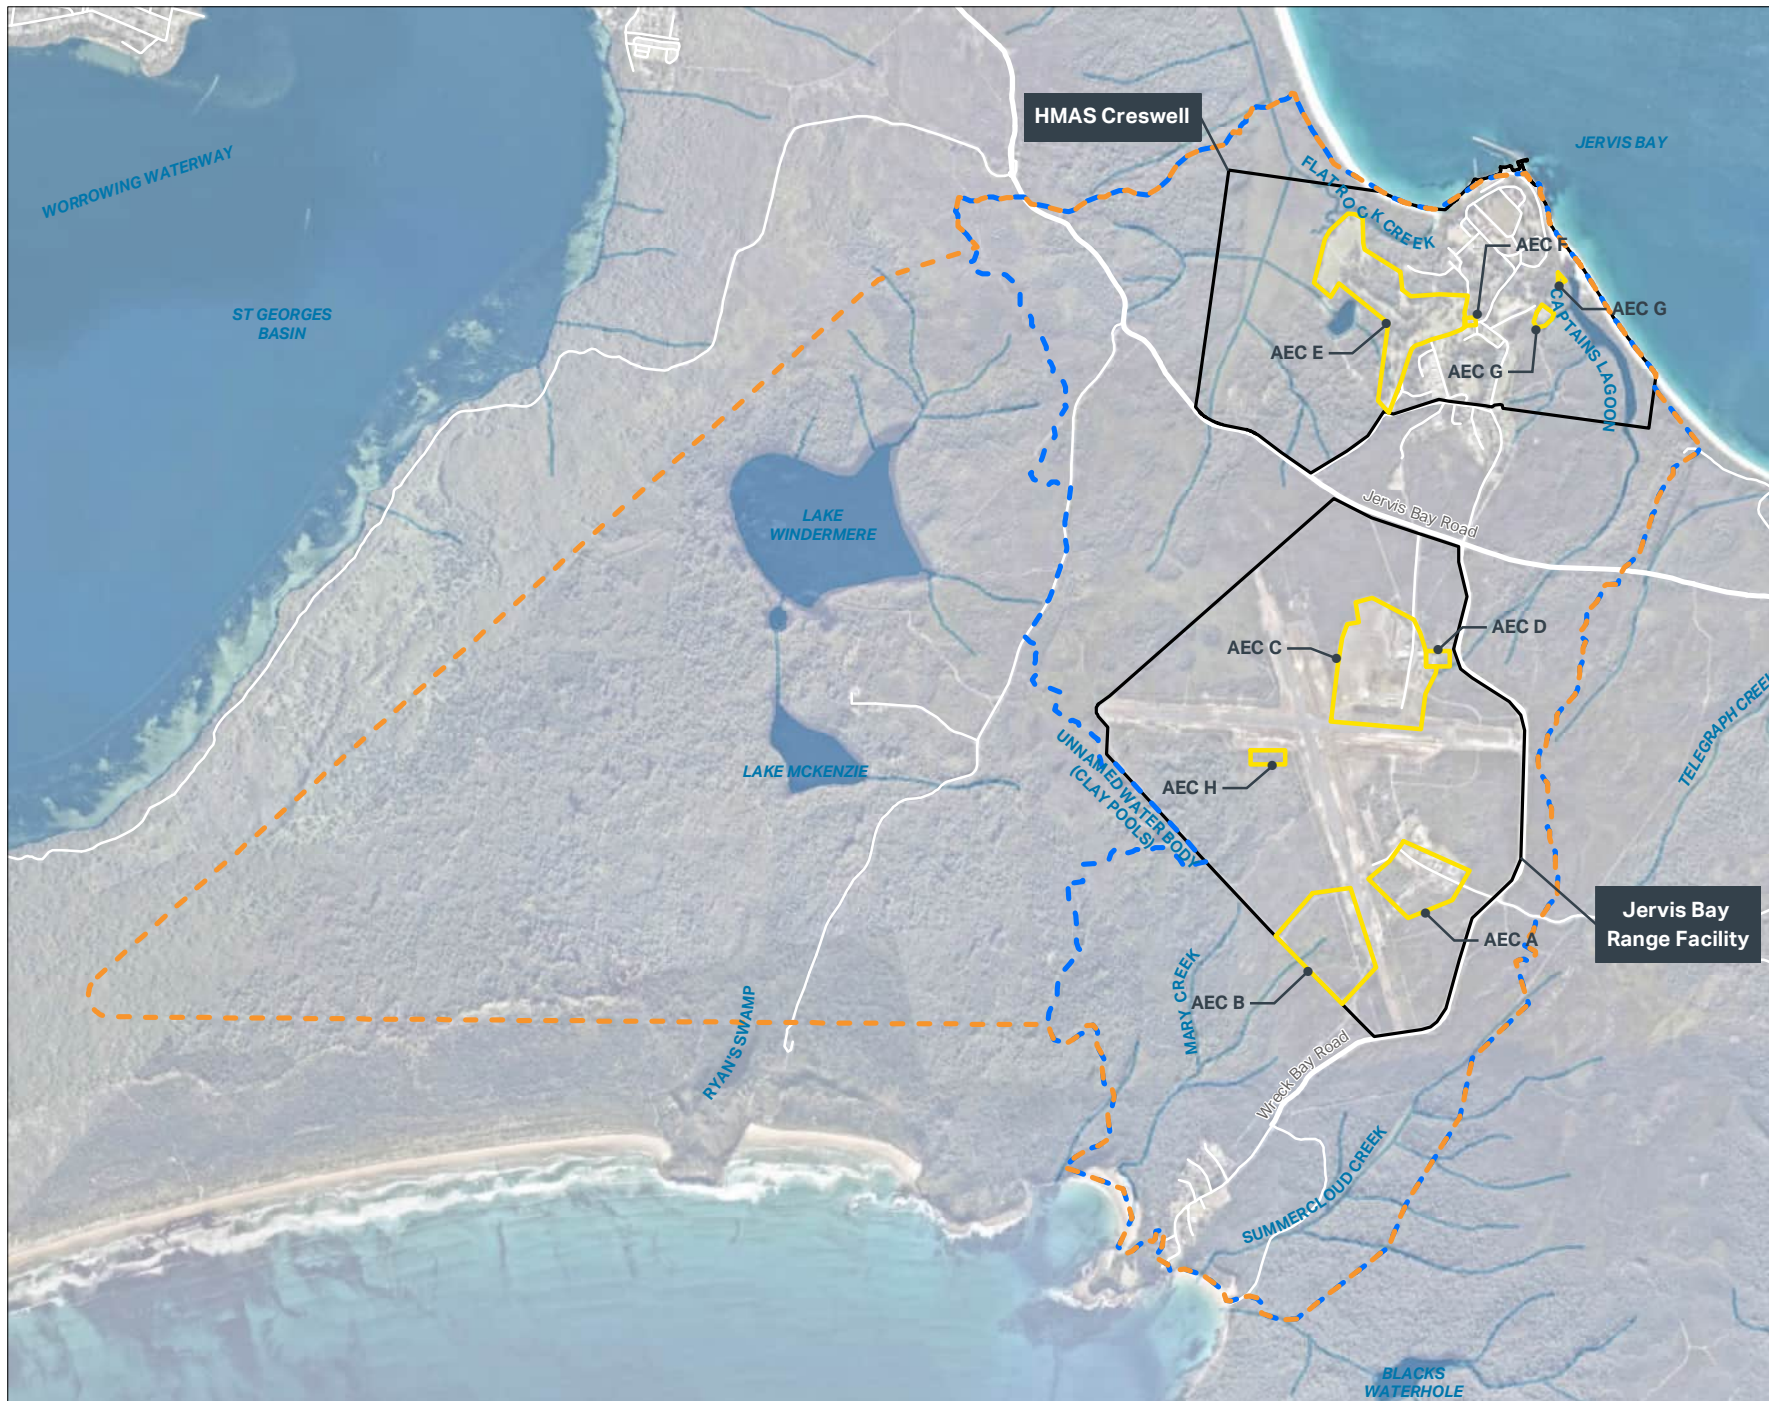 HMAS Creswell
JERVIS BAY
WORROWING WATERWAY
FLAT ROCK CREEK
AEC F
ST GEORGES
BASIN
AEC G
CAPTAINS LAGOON
AEC E
AEC G
Jervis Bay Road
LAKE
WINDERMERE
AEC D
AEC C
TELEGRAPH CREEK
UNNAMED WATER BODY
(CLAY POOLS)
LAKE MCKENZIE
AEC H
Jervis Bay
Range Facility
AEC A
MARY CREEK
AEC B
RYAN'S SWAMP
Wreck Bay Road
SUMMERCLOUD CREEK
BLACKS
WATERHOLE